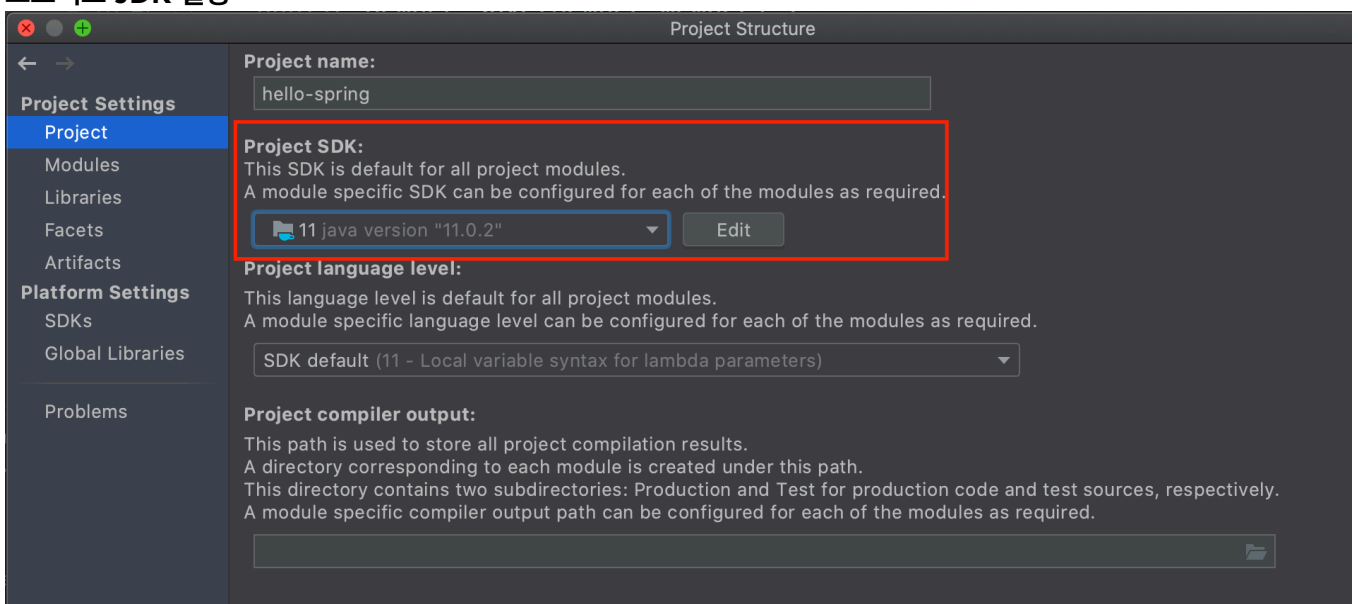 프로젝트 JDK 설정
Project Structure
Project Settings
Project
Modules
Libraries
Facets
Artifacts
Platform Settings
SDKs
Global Libraries
Problems
Project name:
hello-spring
Project SDK:
This SDK is default for all project modules.
A module specific SDK can be configured for each of the modules as required.
11 java version "11.0.2"
Edit
Project language level:
This language level is default for all project modules.
A module specific language level can be configured for each of the modules as required.
SDK default (11 - Local variable syntax for lambda parameters)
Project compiler output:
This path is used to store all project compilation results.
A directory corresponding to each module is created under this path.
This directory contains two subdirectories: Production and Test for production code and test sources, respectively.
A module specific compiler output path can be configured for each of the modules as required.